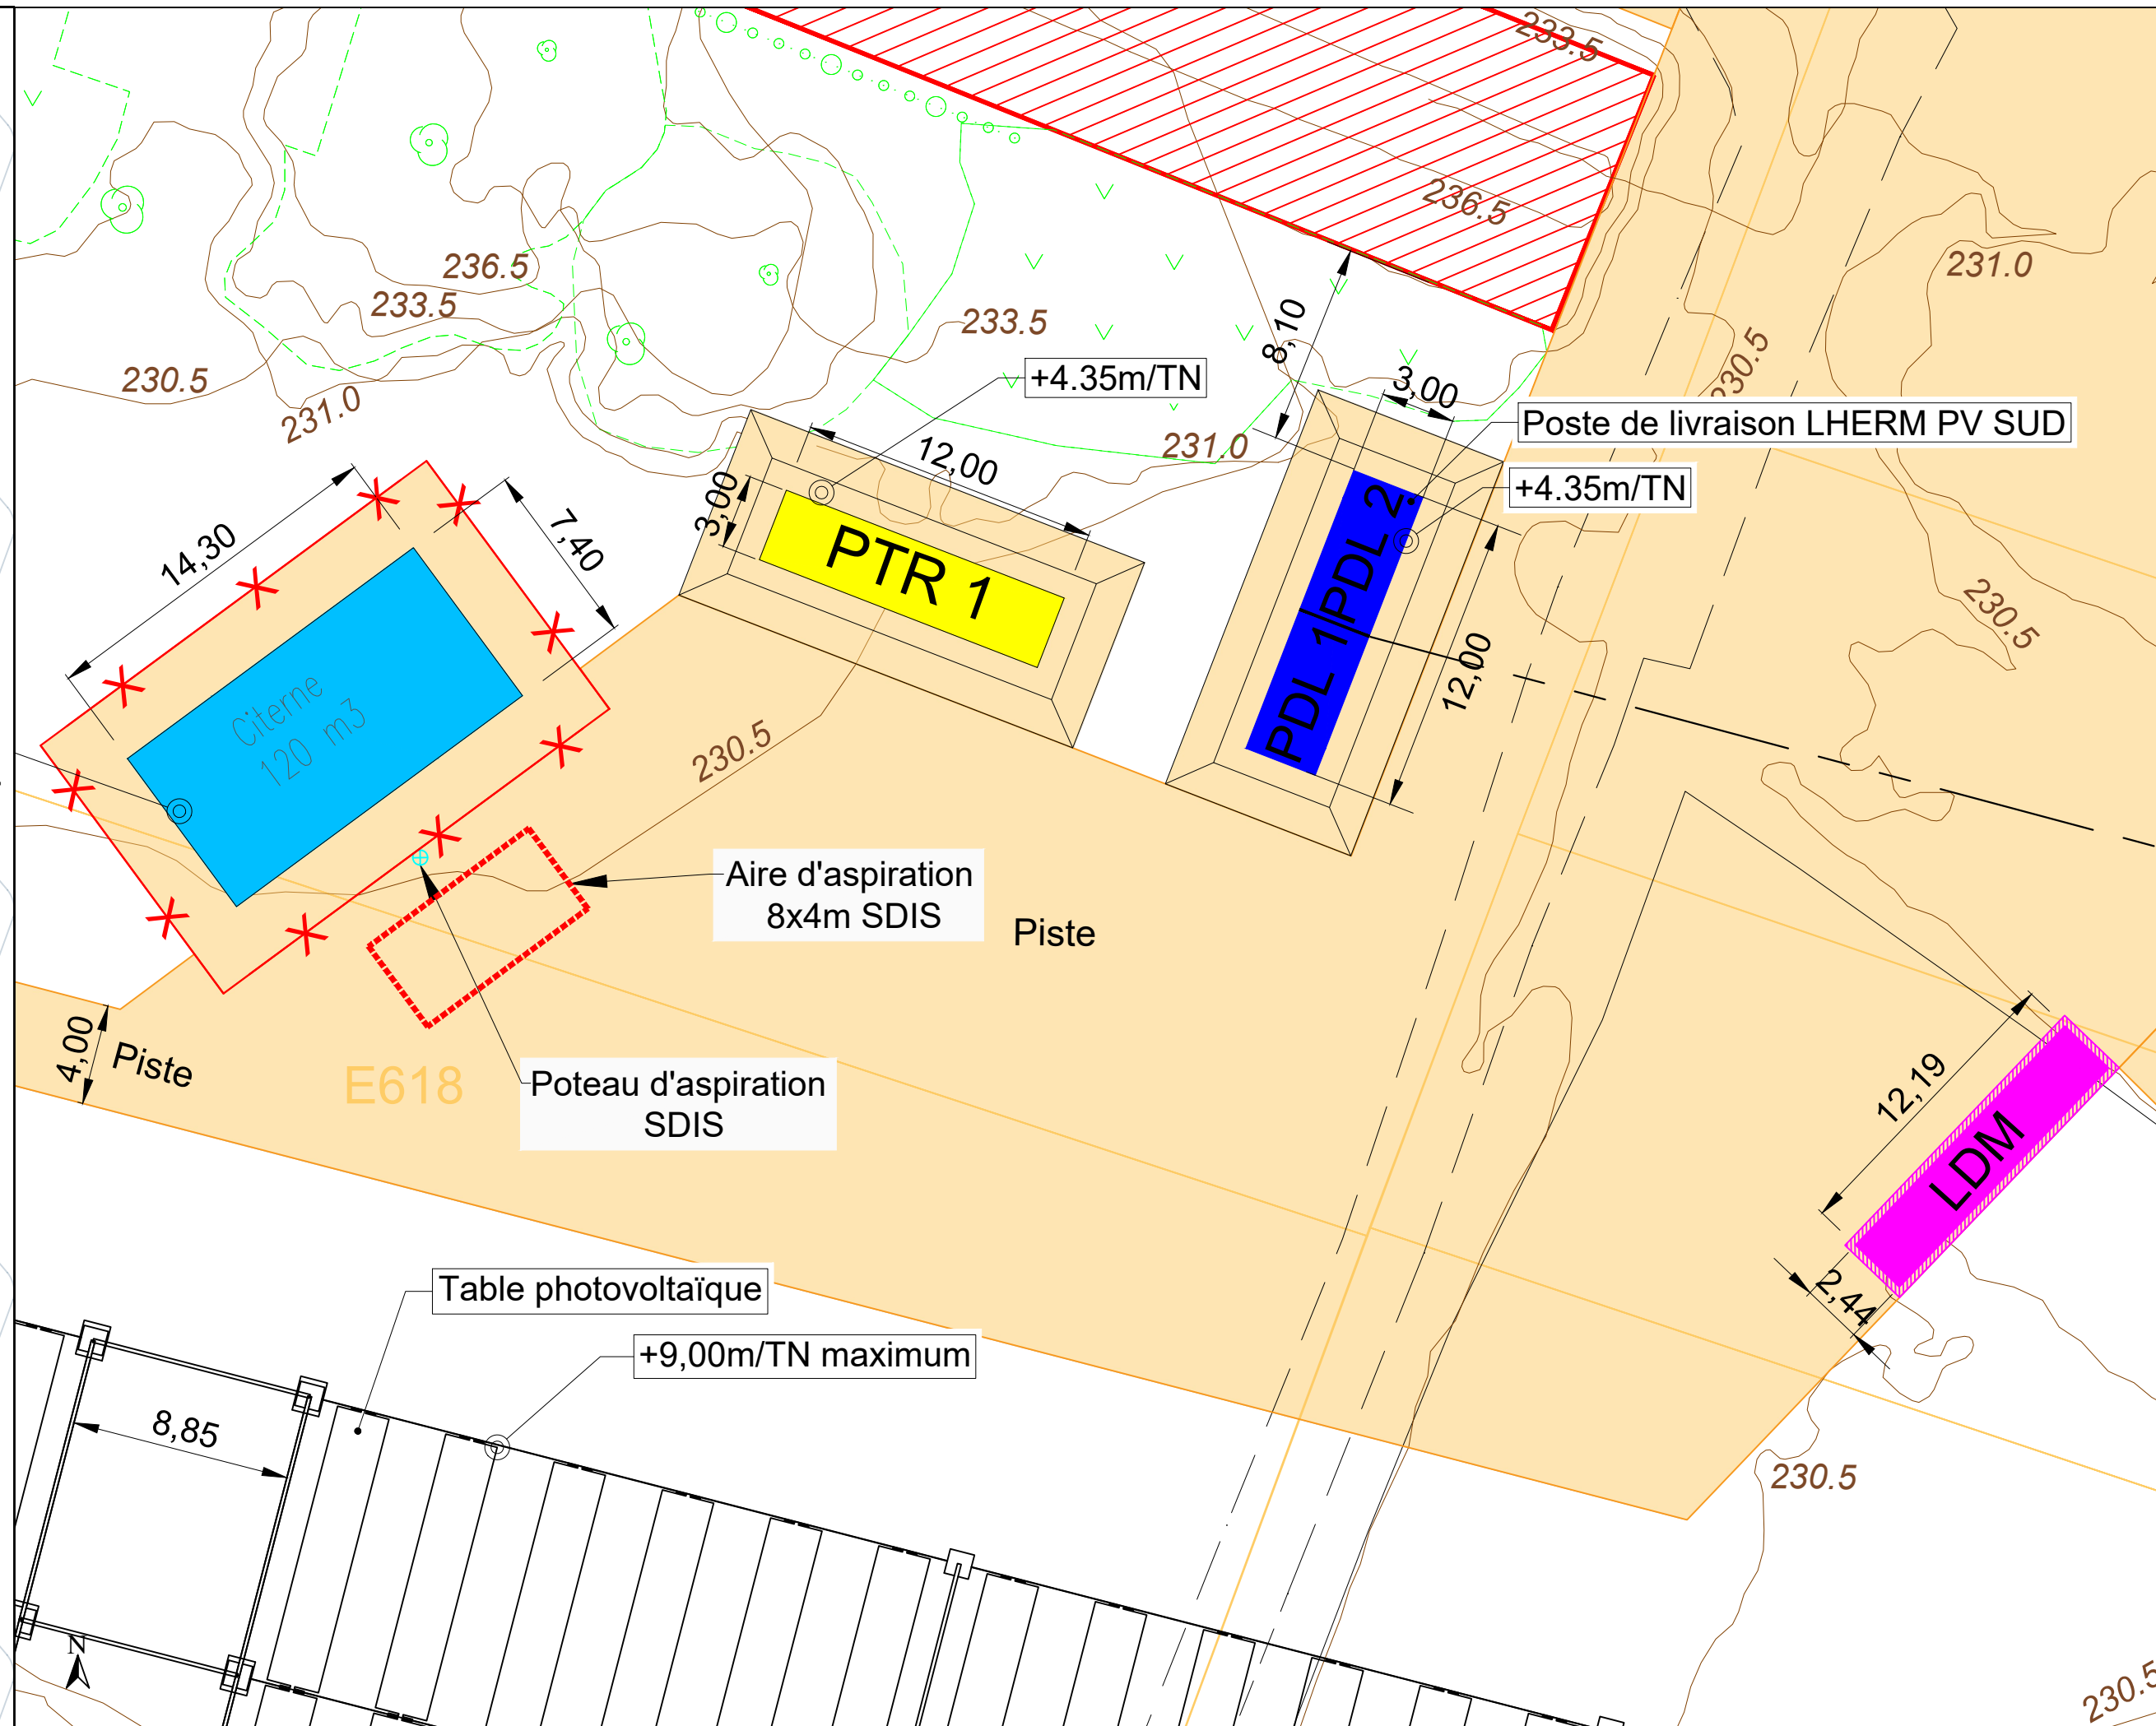 233.5
236.5
231.0
236.5
233.5
233.5
230.5
231.0
+4.35m/TN
8,10
3,00
230.5
Poste de livraison LHERM PV SUD
231.0
12,00
3,00
+4.35m/TN
14,30
7,40
PTR 1
PDL 1
PDL 2
12,00
230.5
Citerne
120 m3
230.5
Aire d'aspiration
8x4m SDIS
Piste
4,00
Piste
E618
Poteau d'aspiration
SDIS
12,19
LDM
2,44
Table photovoltaïque
+9,00m/TN maximum
8,85
230.5
N
230.5